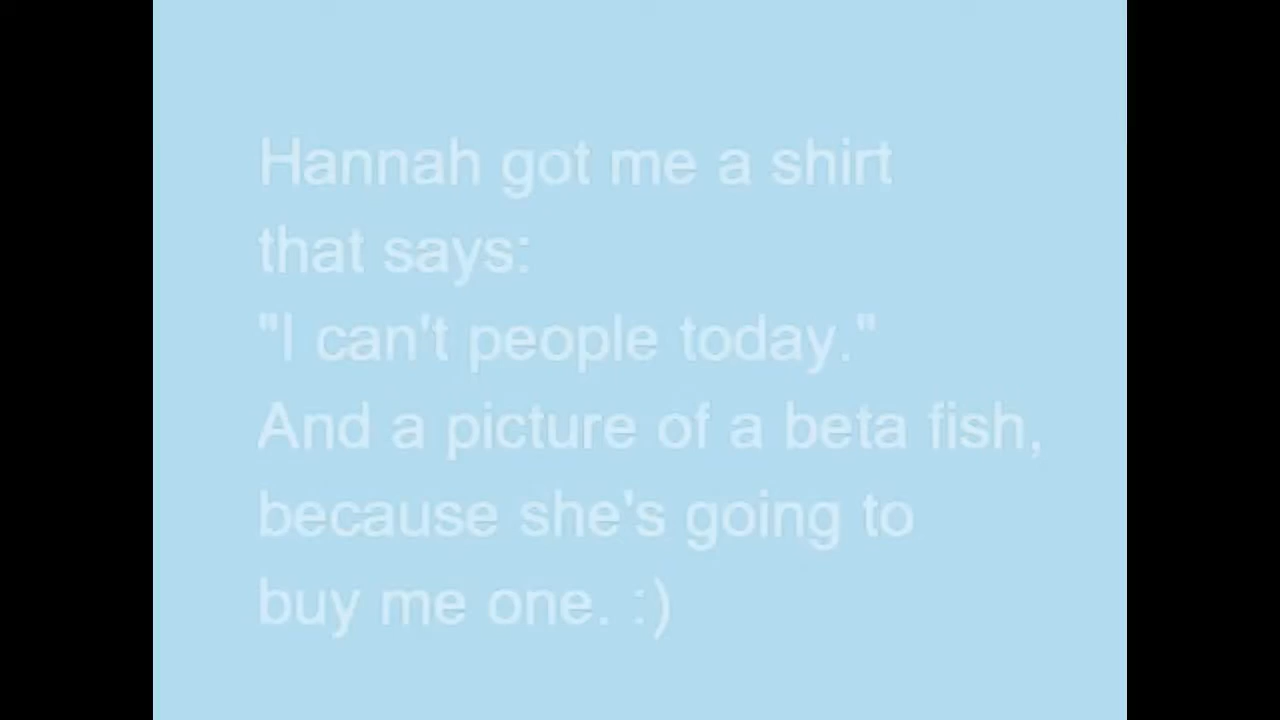 Hannah got me a shirt
that says:
"I can't people today."
And a picture of a beta fish,
because she's going to
buy me one. :)